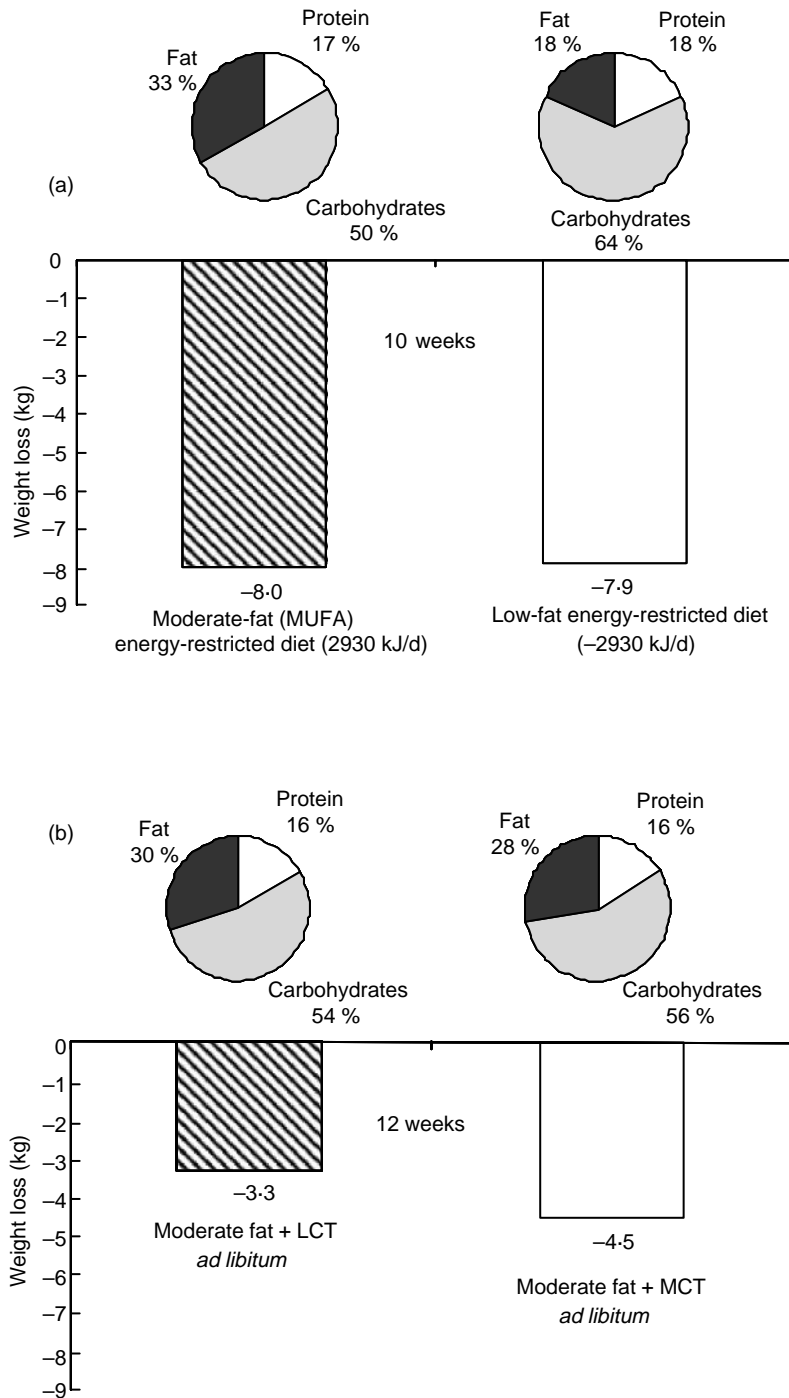 Protein
17 %
Fat
33 %
Fat
18 %
Protein
18 %
(a)
Carbohydrates
50 %
Carbohydrates
64 %
Weight loss (kg)
0
–1
–2
–3
–4
–5
–6
–7
–8
–9
10 weeks
–8·0
Moderate-fat (MUFA)
energy-restricted diet (2930 kJ/d)
–7·9
Low-fat energy-restricted diet
(–2930 kJ/d)
(b)
Protein
16 %
Fat
30 %
Fat
28 %
Protein
16 %
Carbohydrates
54 %
Carbohydrates
56 %
Weight loss (kg)
0
–1
–2
–3
–4
–5
–6
–7
–8
–9
12 weeks
–3·3
Moderate fat + LCT
ad libitum
–4·5
Moderate fat + MCT
ad libitum